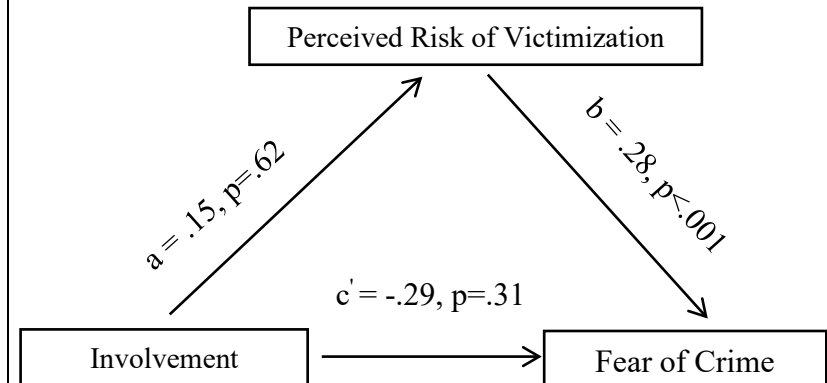 Perceived Risk of Victimization
a = .15, p=.62
b = .28, p<.001
c' = -.29, p=.31
Involvement
Fear of Crime